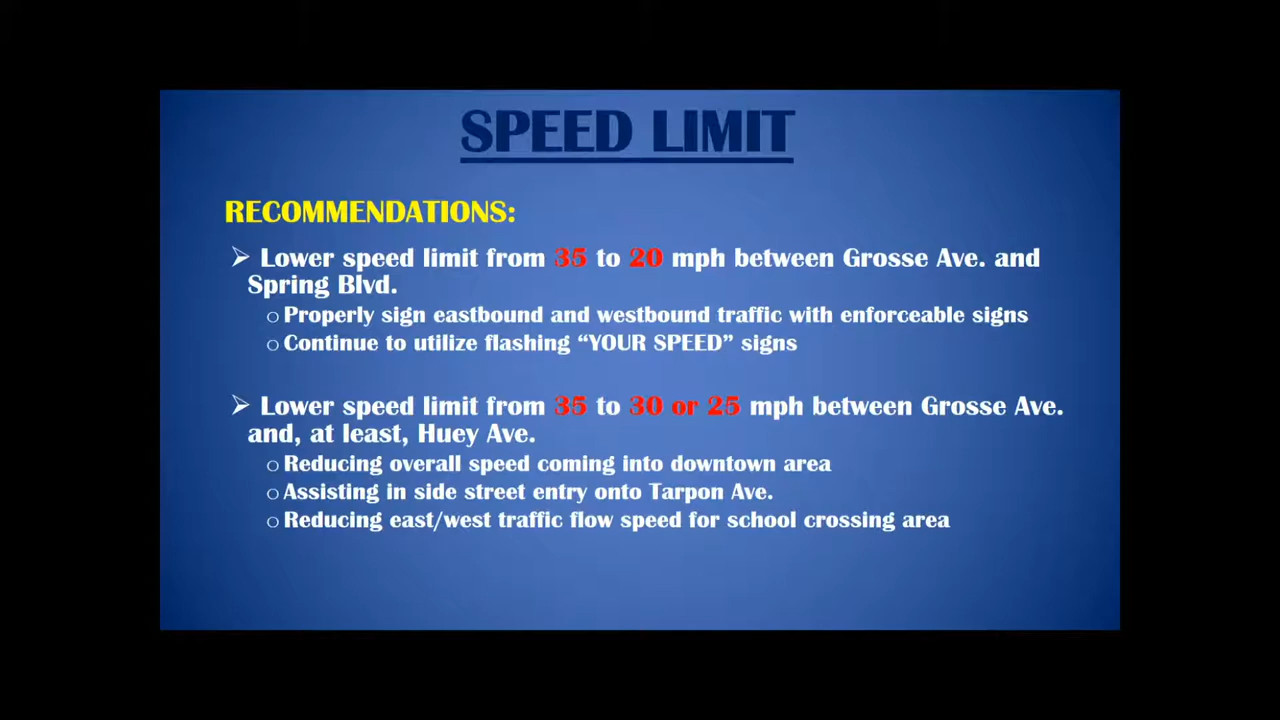 SPEED LIMIT
RECOMMENDATIONS:
➢ Lower speed limit from 35 to 20 mph between Grosse Ave. and
Spring Blvd.
o Properly sign eastbound and westbound traffic with enforceable signs
o Continue to utilize flashing “YOUR SPEED” signs
➢ Lower speed limit from 35 to 30 or 25 mph between Grosse Ave.
and, at least, Huey Ave.
o Reducing overall speed coming into downtown area
o Assisting in side street entry onto Tarpon Ave.
o Reducing east/west traffic flow speed for school crossing area